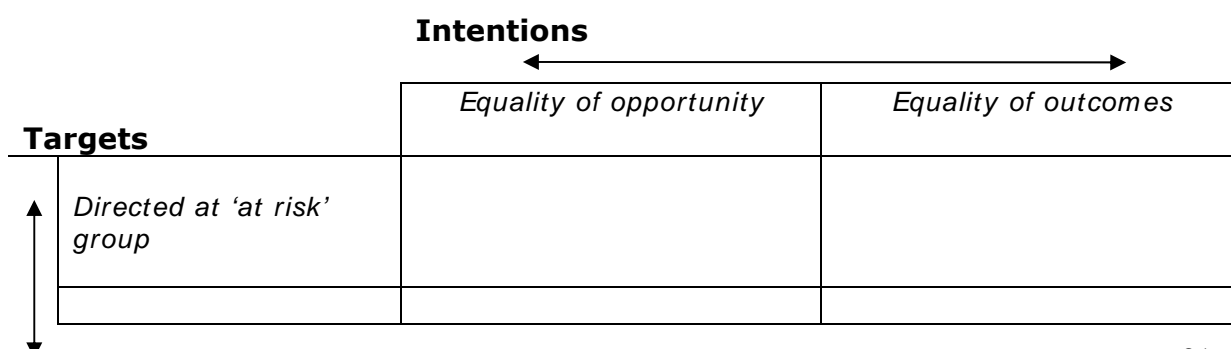 Intentions
Equality of opportunity
Equality of outcomes
Targets
Directed at ‘at risk’
group